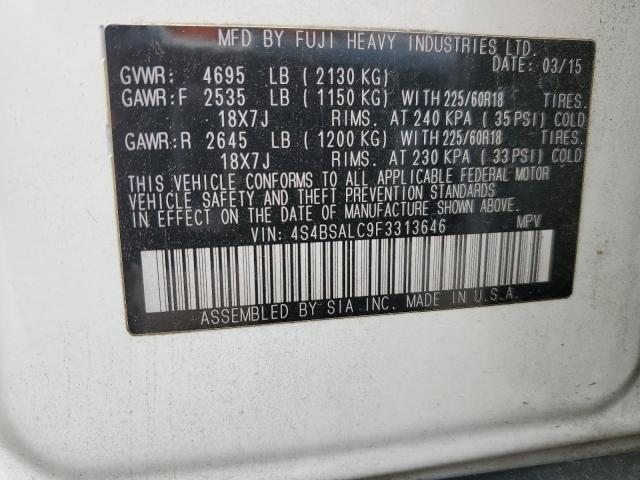 MFD BY FUJI HEAVY INDUSTRIES LTD.
DATE: 03/15
GVWR: 4695 LB (2130 KG)
GAWR:F 2535 LB (1150 KG) WITH 225/60R18 TIRES.
18X7J RIMS. AT 240 KPA (35 PSI) COLD
GAWR:R 2645 LB (1200 KG) WITH 225/60R18 TIRES.
18X7J RIMS. AT 230 KPA (33 PSI) COLD
THIS VEHICLE CONFORMS TO ALL APPLICABLE FEDERAL MOTOR
VEHICLE SAFETY AND THEFT PREVENTION STANDARDS
IN EFFECT ON THE DATE OF MANUFACTURE SHOWN ABOVE.
VIN: 4S4BSALC9F3313646 MPV
ASSEMBLED BY SIA INC. MADE IN U.S.A.